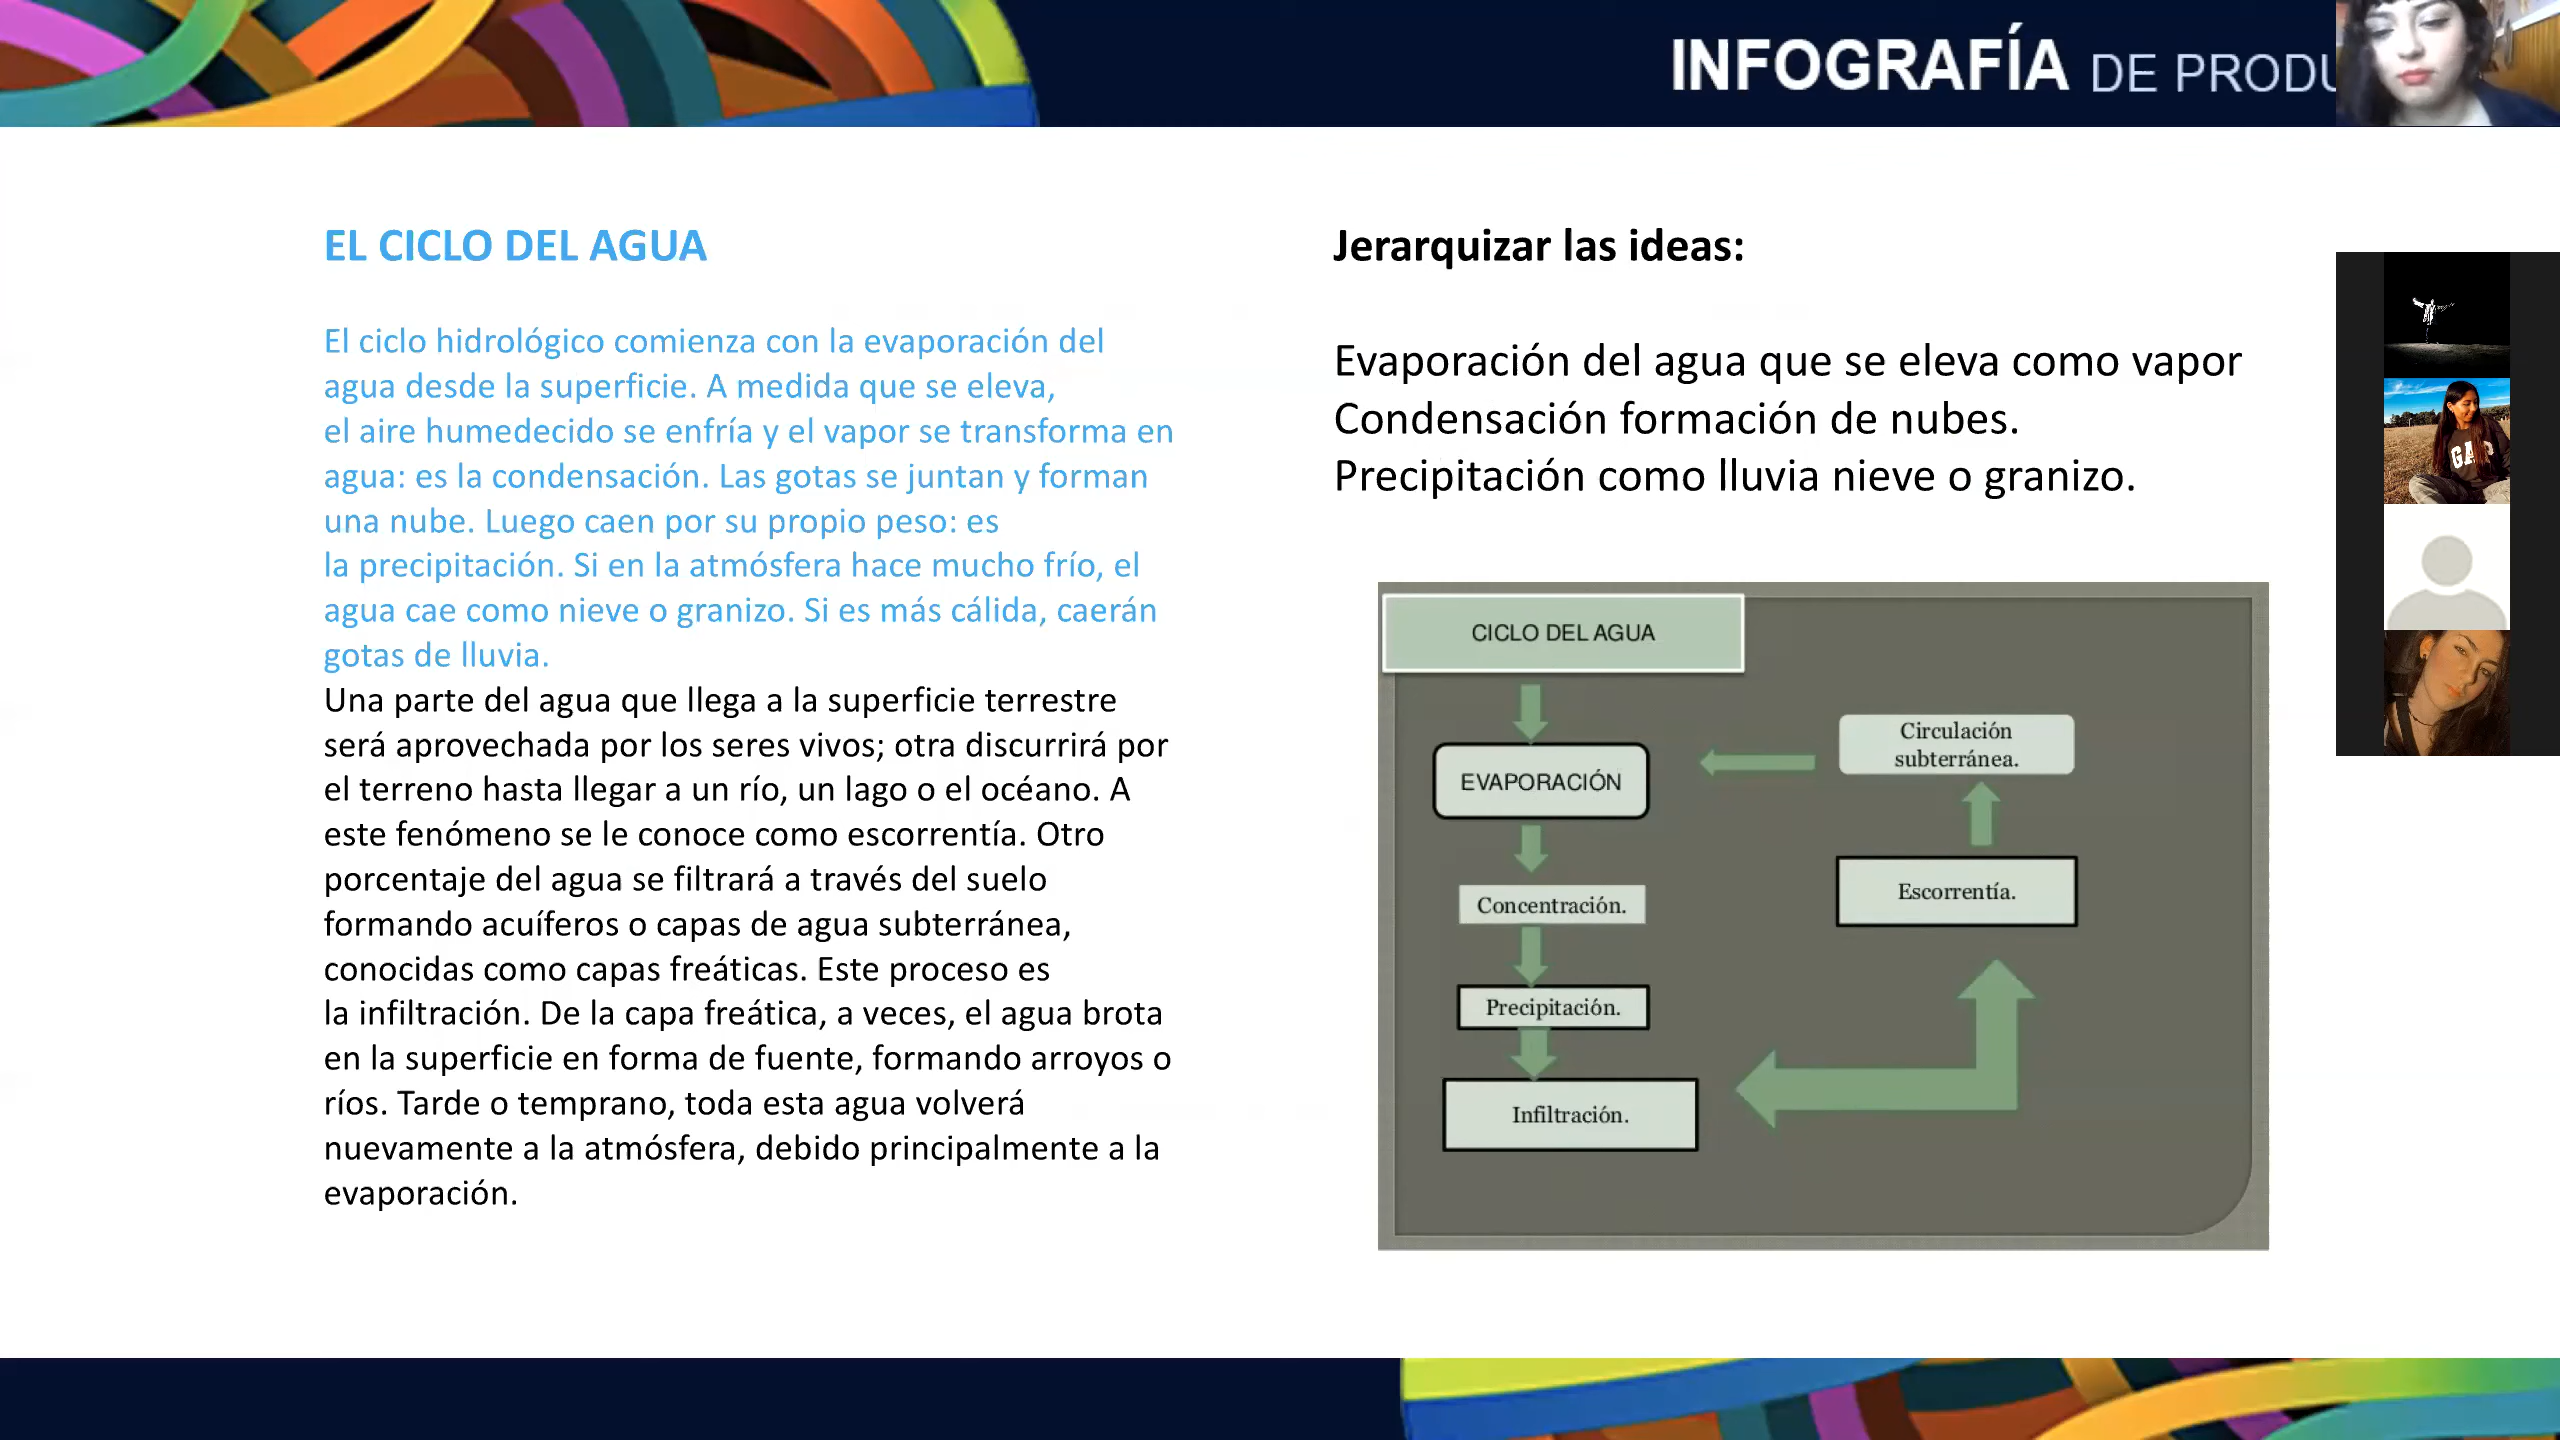 INFOGRAFÍA DE PRODU
EL CICLO DEL AGUA
El ciclo hidrológico comienza con la evaporación del
agua desde la superficie. A medida que se eleva,
el aire humedecido se enfría y el vapor se transforma en
agua: es la condensación. Las gotas se juntan y forman
una nube. Luego caen por su propio peso: es
la precipitación. Si en la atmósfera hace mucho frío, el
agua cae como nieve o granizo. Si es más cálida, caerán
gotas de lluvia.
Una parte del agua que llega a la superficie terrestre
será aprovechada por los seres vivos; otra discurrirá por
el terreno hasta llegar a un río, un lago o el océano. A
este fenómeno se le conoce como escorrentía. Otro
porcentaje del agua se filtrará a través del suelo
formando acuíferos o capas de agua subterránea,
conocidas como capas freáticas. Este proceso es
la infiltración. De la capa freática, a veces, el agua brota
en la superficie en forma de fuente, formando arroyos o
ríos. Tarde o temprano, toda esta agua volverá
nuevamente a la atmósfera, debido principalmente a la
evaporación.
Jerarquizar las ideas:
Evaporación del agua que se eleva como vapor
Condensación formación de nubes.
Precipitación como lluvia nieve o granizo.
CICLO DEL AGUA
EVAPORACIÓN
Concentración.
Precipitación.
Infiltración.
Circulación
subterránea.
Escorrentía.